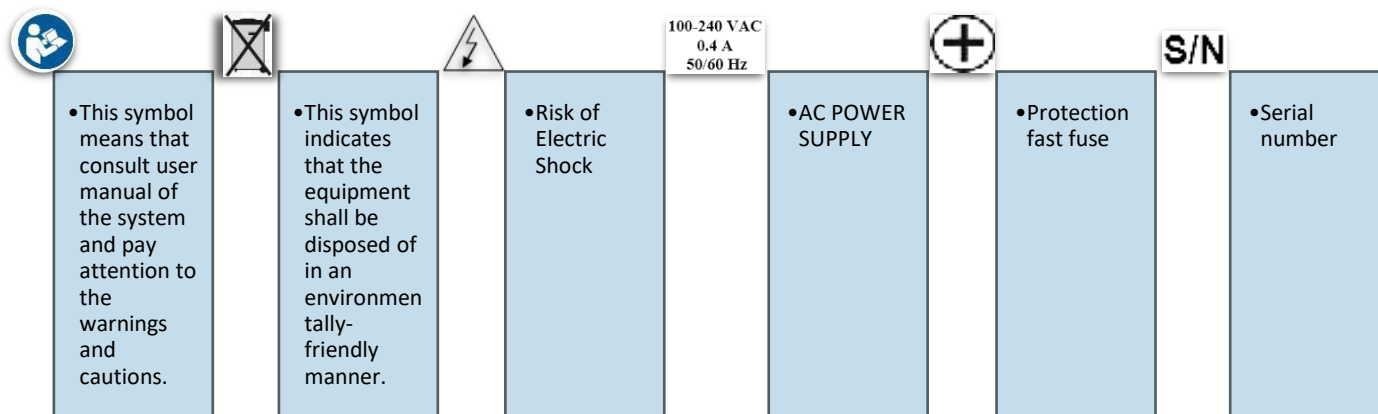 100-240 VAC
0.4 A
50/60 Hz
S/N
•This symbol
means that
consult user
manual of
the system
and pay
attention to
the
warnings
and
cautions.
•This symbol
indicates
that the
equipment
shall be
disposed of
in an
environmen
tally-
friendly
manner.
•Risk of
Electric
Shock
•AC POWER
SUPPLY
•Protection
fast fuse
•Serial
number